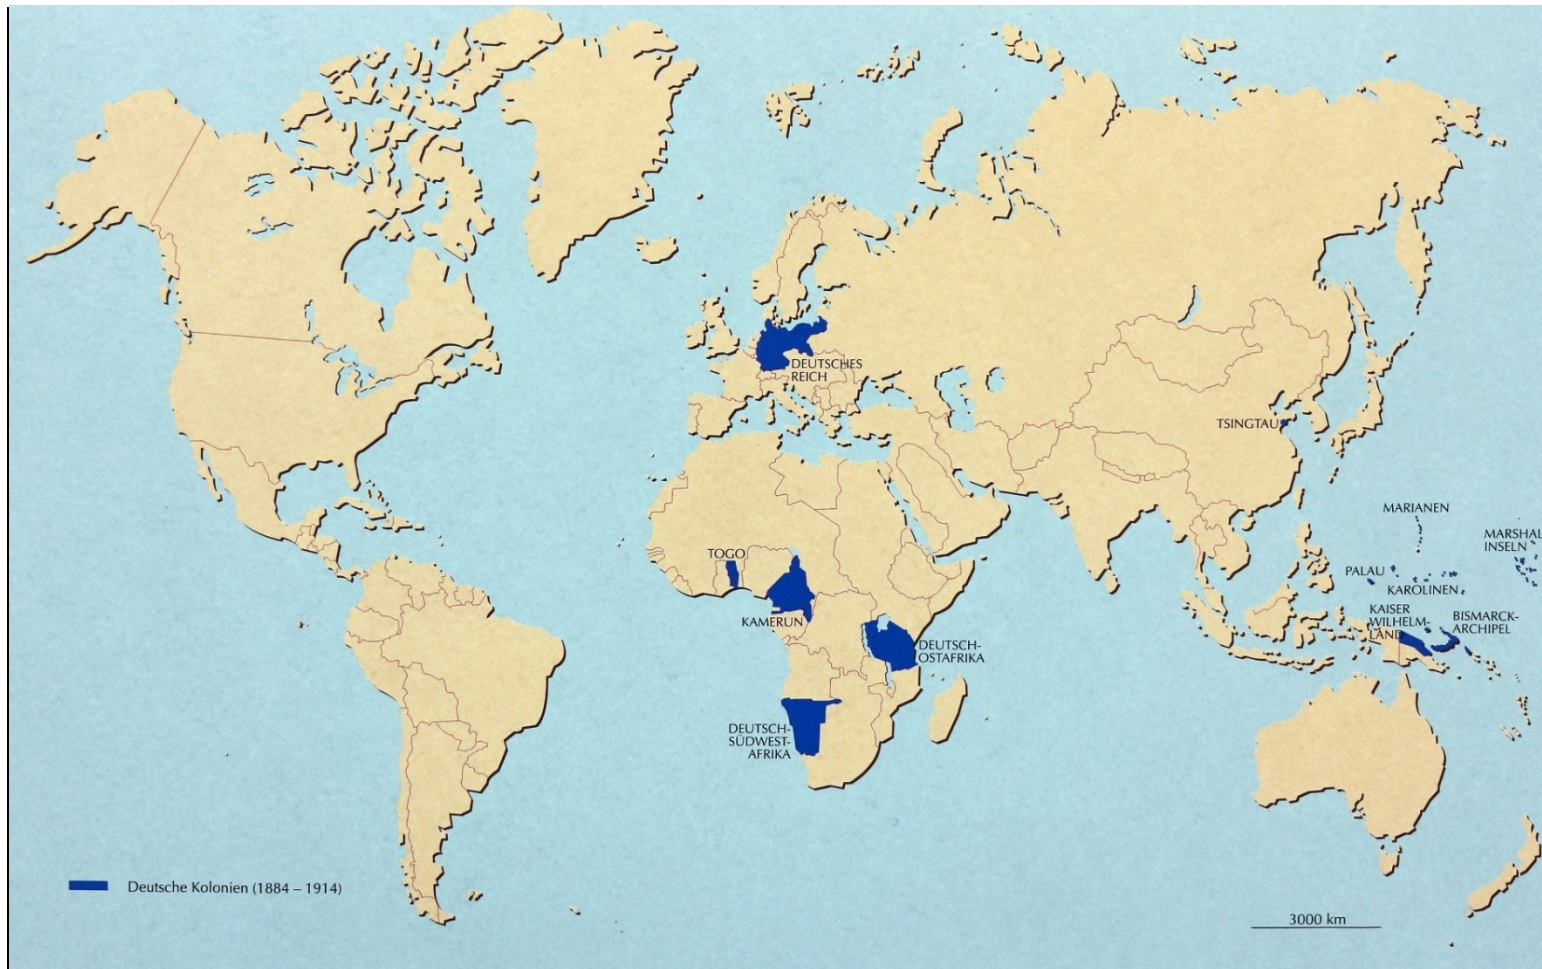 DEUTSCHES
REICH
TSINGTAU
MARIANEN
MARSHAL
INSELN
PALAU
KAROLINEN
KAISER
WILHELM-
LAND
BISMARCK-
ARCHIPEL
TOGO
KAMERUN
DEUTSCH-
OSTAFRIKA
DEUTSCH-
SÜDWEST-
AFRIKA
Deutsche Kolonien (1884 – 1914)
3000 km